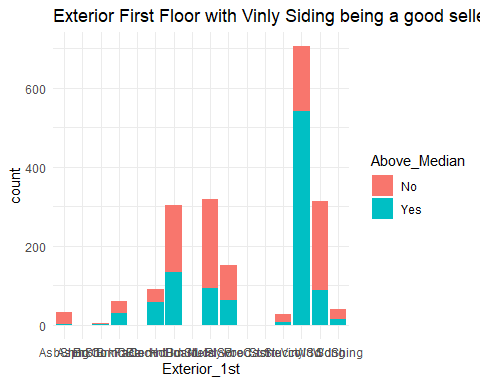 Exterior First Floor with Vinly Siding being a good selle
600
400
200
0
count
Above_Median
No
Yes
Exterior_1st